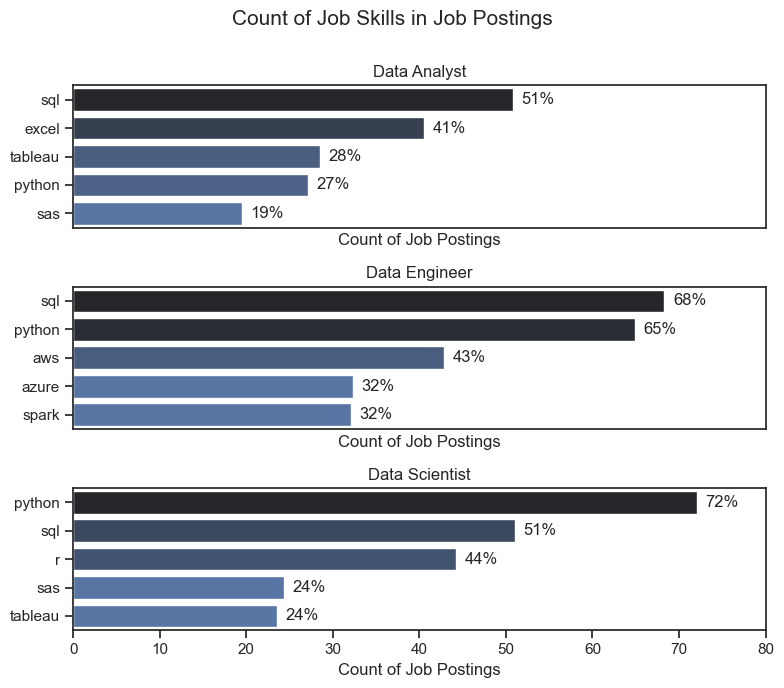 Count of Job Skills in Job Postings
Data Analyst
sql 51%
excel 41%
tableau 28%
python 27%
sas 19%
Count of Job Postings
Data Engineer
sql 68%
python 65%
aws 43%
azure 32%
spark 32%
Count of Job Postings
Data Scientist
python 72%
sql 51%
r 44%
sas 24%
tableau 24%
0 10 20 30 40 50 60 70 80
Count of Job Postings